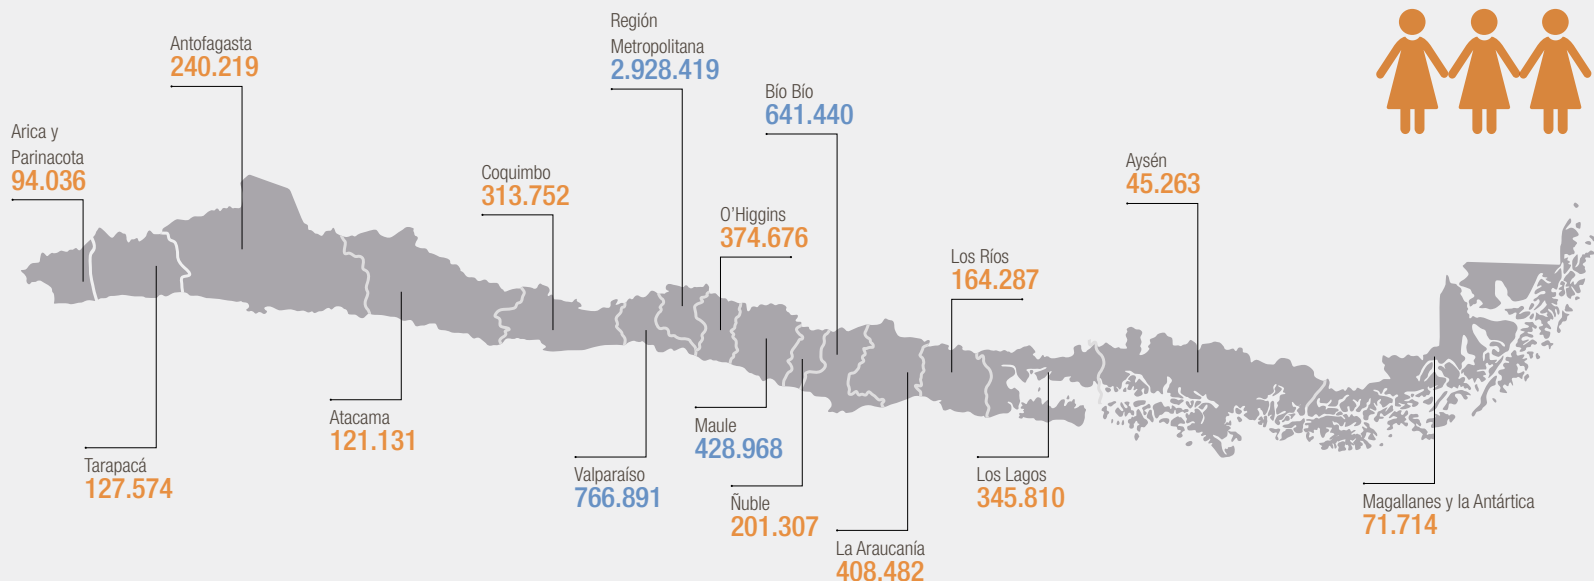 Arica y
Parinacota
94.036
Antofagasta
240.219
Coquimbo
313.752
Región
Metropolitana
2.928.419
O'Higgins
374.676
Bío Bío
641.440
Los Ríos
164.287
Aysén
45.263
Tarapacá
127.574
Atacama
121.131
Valparaíso
766.891
Maule
428.968
Ñuble
201.307
La Araucanía
408.482
Los Lagos
345.810
Magallanes y la Antártica
71.714